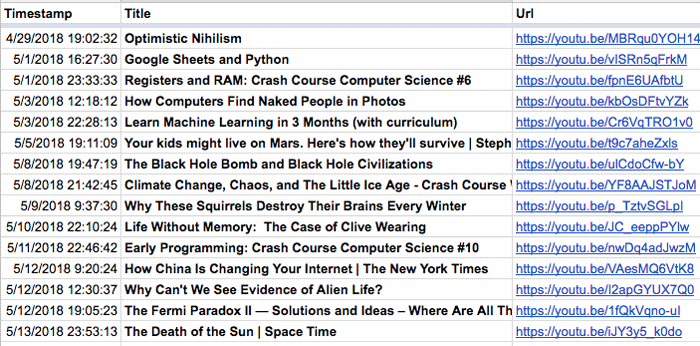 Timestamp Title Url
4/29/2018 19:02:32 Optimistic Nihilism https://youtu.be/MBRqu0YOH14
5/1/2018 16:27:30 Google Sheets and Python https://youtu.be/vISRn5qFrkM
5/1/2018 23:33:33 Registers and RAM: Crash Course Computer Science #6 https://youtu.be/fpnE6UAfbtU
5/3/2018 12:18:12 How Computers Find Naked People in Photos https://youtu.be/kbOsDFtvYZk
5/3/2018 22:28:13 Learn Machine Learning in 3 Months (with curriculum) https://youtu.be/Cr6VqTRO1v0
5/5/2018 19:11:09 Your kids might live on Mars. Here's how they'll survive | Steph https://youtu.be/t9c7aheZxls
5/8/2018 19:47:19 The Black Hole Bomb and Black Hole Civilizations https://youtu.be/ulCdoCfw-bY
5/8/2018 21:42:45 Climate Change, Chaos, and The Little Ice Age - Crash Course https://youtu.be/YF8AAJSTJoM
5/9/2018 9:37:30 Why These Squirrels Destroy Their Brains Every Winter https://youtu.be/p_TztvSGLpI
5/10/2018 22:10:24 Life Without Memory: The Case of Clive Wearing https://youtu.be/JC_eeppPYlw
5/11/2018 22:46:42 Early Programming: Crash Course Computer Science #10 https://youtu.be/nwDq4adJwzM
5/12/2018 9:20:24 How China Is Changing Your Internet | The New York Times https://youtu.be/VAesMQ6VtK8
5/12/2018 12:30:37 Why Can't We See Evidence of Alien Life? https://youtu.be/I2apGYUX7Q0
5/12/2018 19:05:23 The Fermi Paradox II — Solutions and Ideas – Where Are All Th https://youtu.be/1fQkVqno-uI
5/13/2018 23:53:13 The Death of the Sun | Space Time https://youtu.be/iJY3y5_k0do